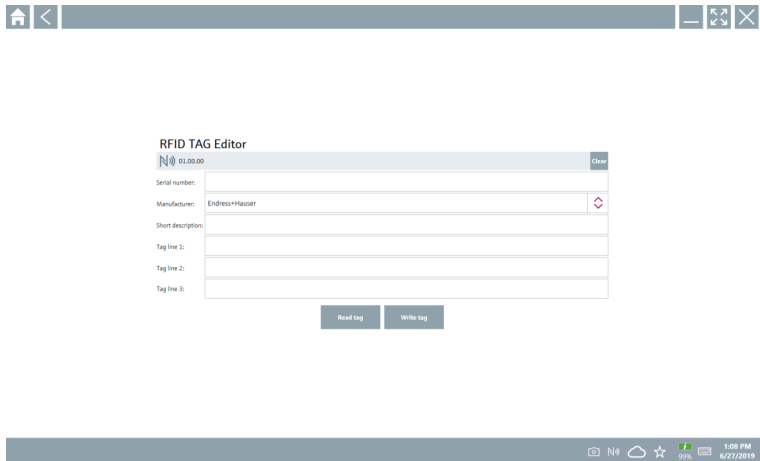 RFID TAG Editor
01.00.00
Clear
Serial number:
Manufacturer: Endress+Hauser
Short description:
Tag line 1:
Tag line 2:
Tag line 3:
Read tag Write tag
1:08 PM
99% 6/27/2019